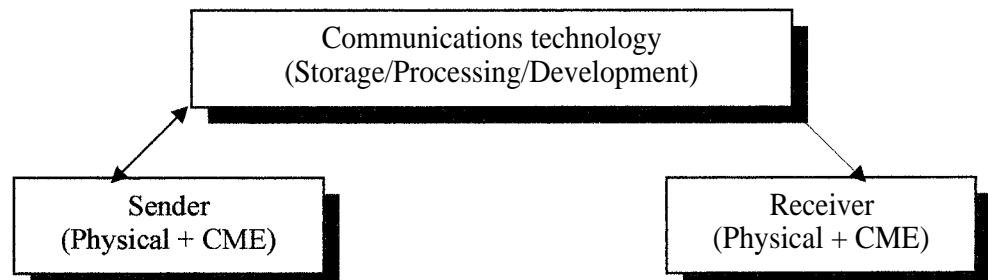 Communications technology
(Storage/Processing/Development)
Sender
(Physical + CME)
Receiver
(Physical + CME)